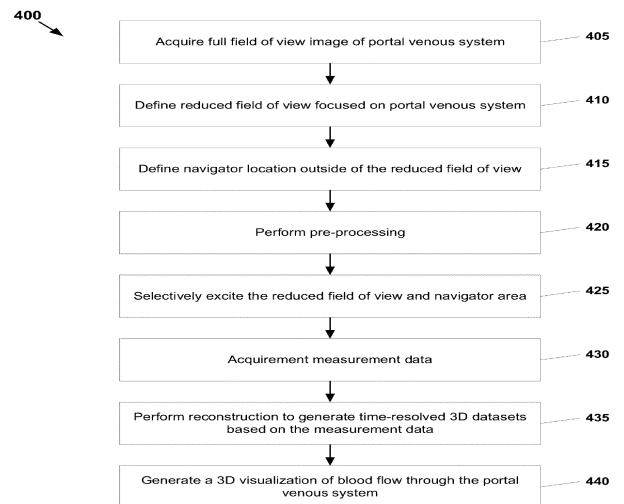 400
Acquire full field of view image of portal venous system
405
Define reduced field of view focused on portal venous system
410
Define navigator location outside of the reduced field of view
415
Perform pre-processing
420
Selectively excite the reduced field of view and navigator area
425
Acquirement measurement data
430
Perform reconstruction to generate time-resolved 3D datasets
based on the measurement data
435
Generate a 3D visualization of blood flow through the portal
venous system
440